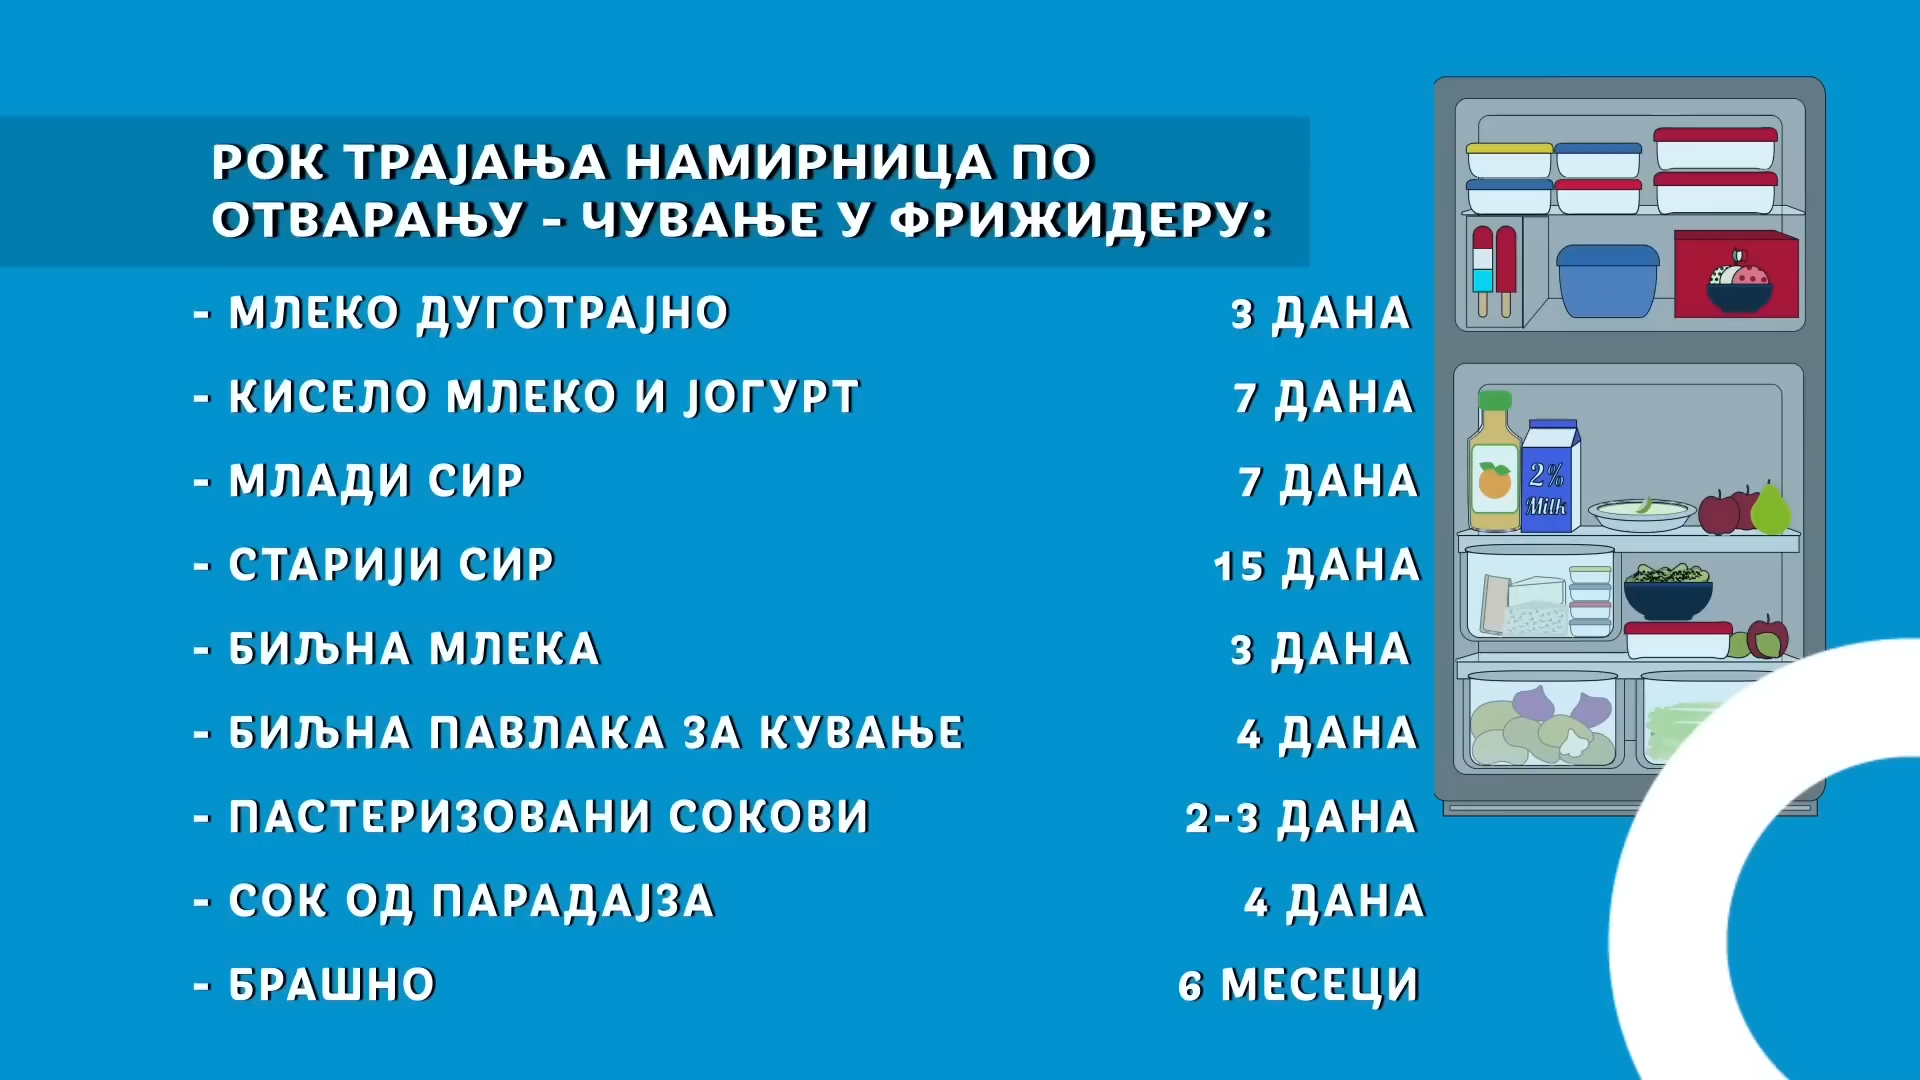 РОК ТРАЈАЊА НАМИРНИЦА ПО
ОТВАРАЊУ - ЧУВАЊЕ У ФРИЖИДЕРУ:
- МЛЕКО ДУГОТРАЈНО 3 ДАНА
- КИСЕЛО МЛЕКО И ЈОГУРТ 7 ДАНА
- МЛАДИ СИР 7 ДАНА
- СТАРИЈИ СИР 15 ДАНА
- БИЉНА МЛЕКА 3 ДАНА
- БИЉНА ПАВЛАКА ЗА КУВАЊЕ 4 ДАНА
- ПАСТЕРИЗОВАНИ СОКОВИ 2-3 ДАНА
- СОК ОД ПАРАДАЈЗА 4 ДАНА
- БРАШНО 6 МЕСЕЦИ
2%
Milk